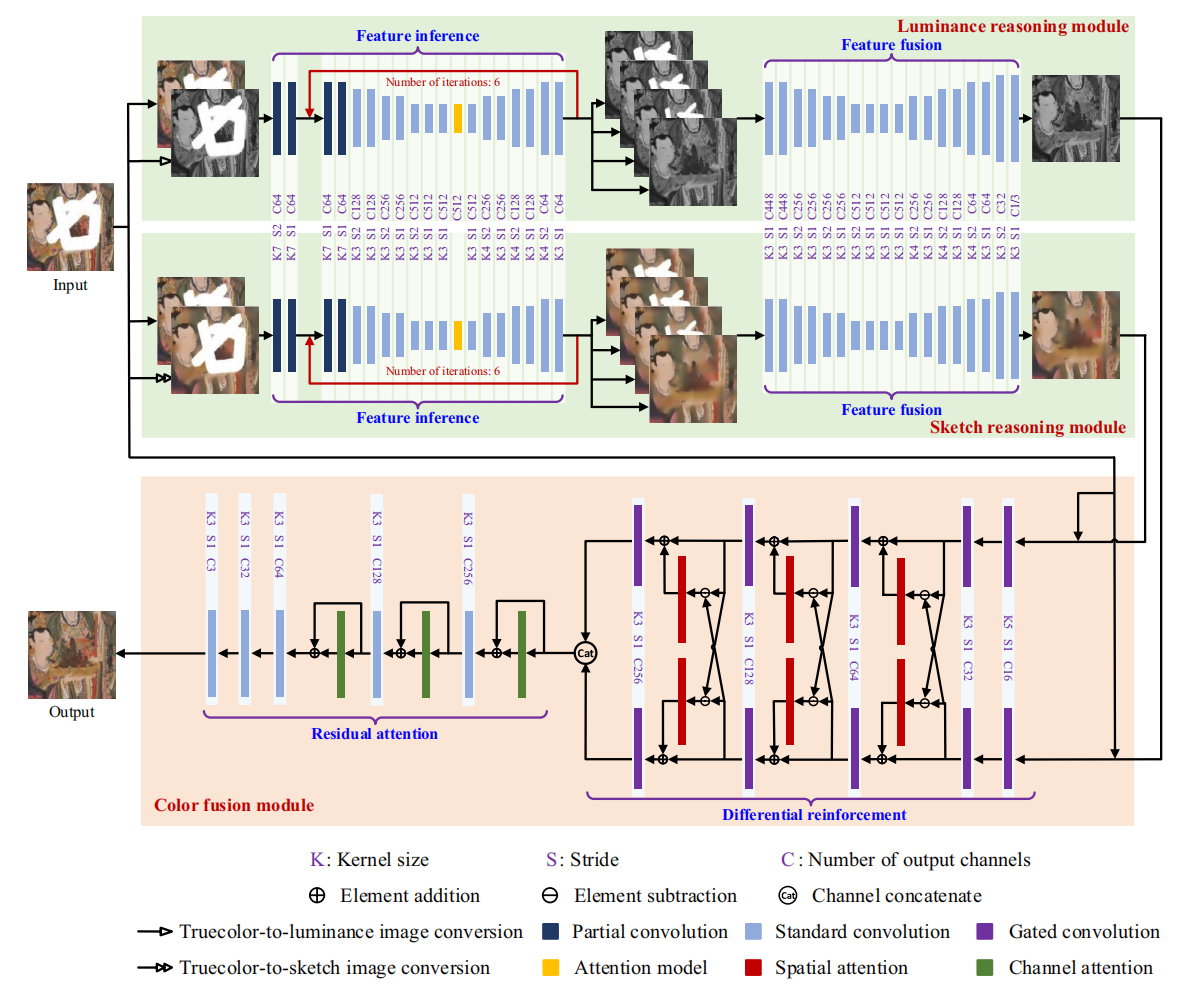 Luminance reasoning module
Feature inference
Feature fusion
Number of iterations: 6
K7 S2 C64
K7 S1 C64
K7 S1 C64
K7 S1 C64
K3 S2 C128
K3 S1 C128
K3 S2 C256
K3 S1 C256
K3 S2 C512
K3 S1 C512
K3 S1 C512
C512
K3 S1 C512
K4 S2 C256
K3 S1 C256
K4 S2 C128
K3 S1 C128
K4 S2 C64
K3 S1 C64
K3 S1 C448
K3 S1 C448
K3 S2 C256
K3 S1 C256
K3 S2 C256
K3 S1 C256
K3 S2 C512
K3 S1 C512
K3 S1 C512
K3 S1 C512
K4 S2 C256
K3 S1 C256
K4 S2 C128
K3 S1 C128
K4 S2 C64
K3 S1 C64
K3 S2 C32
K3 S1 C1/3
Input
Number of iterations: 6
Feature inference
Feature fusion
Sketch reasoning module
K3 S1 C3
K3 S1 C32
K3 S1 C64
K3 S1 C128
K3 S1 C256
K3 S1 C256
K3 S1 C128
K3 S1 C64
K3 S1 C32
K5 S1 C16
Cat
Output
Residual attention
Color fusion module
Differential reinforcement
K: Kernel size
S: Stride
C: Number of output channels
Element addition
Element subtraction
Cat Channel concatenate
Truecolor-to-luminance image conversion
Partial convolution
Standard convolution
Gated convolution
Truecolor-to-sketch image conversion
Attention model
Spatial attention
Channel attention